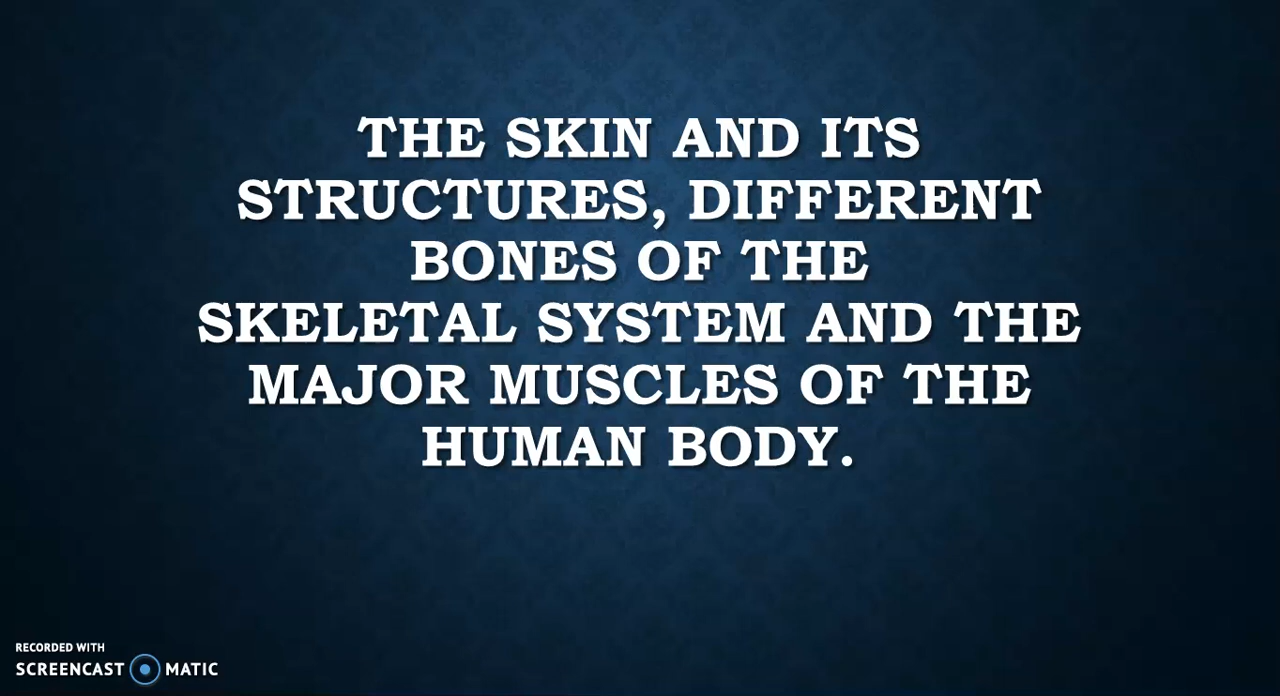 THE SKIN AND ITS
STRUCTURES, DIFFERENT
BONES OF THE
SKELETAL SYSTEM AND THE
MAJOR MUSCLES OF THE
HUMAN BODY.
RECORDED WITH
SCREENCAST MATIC